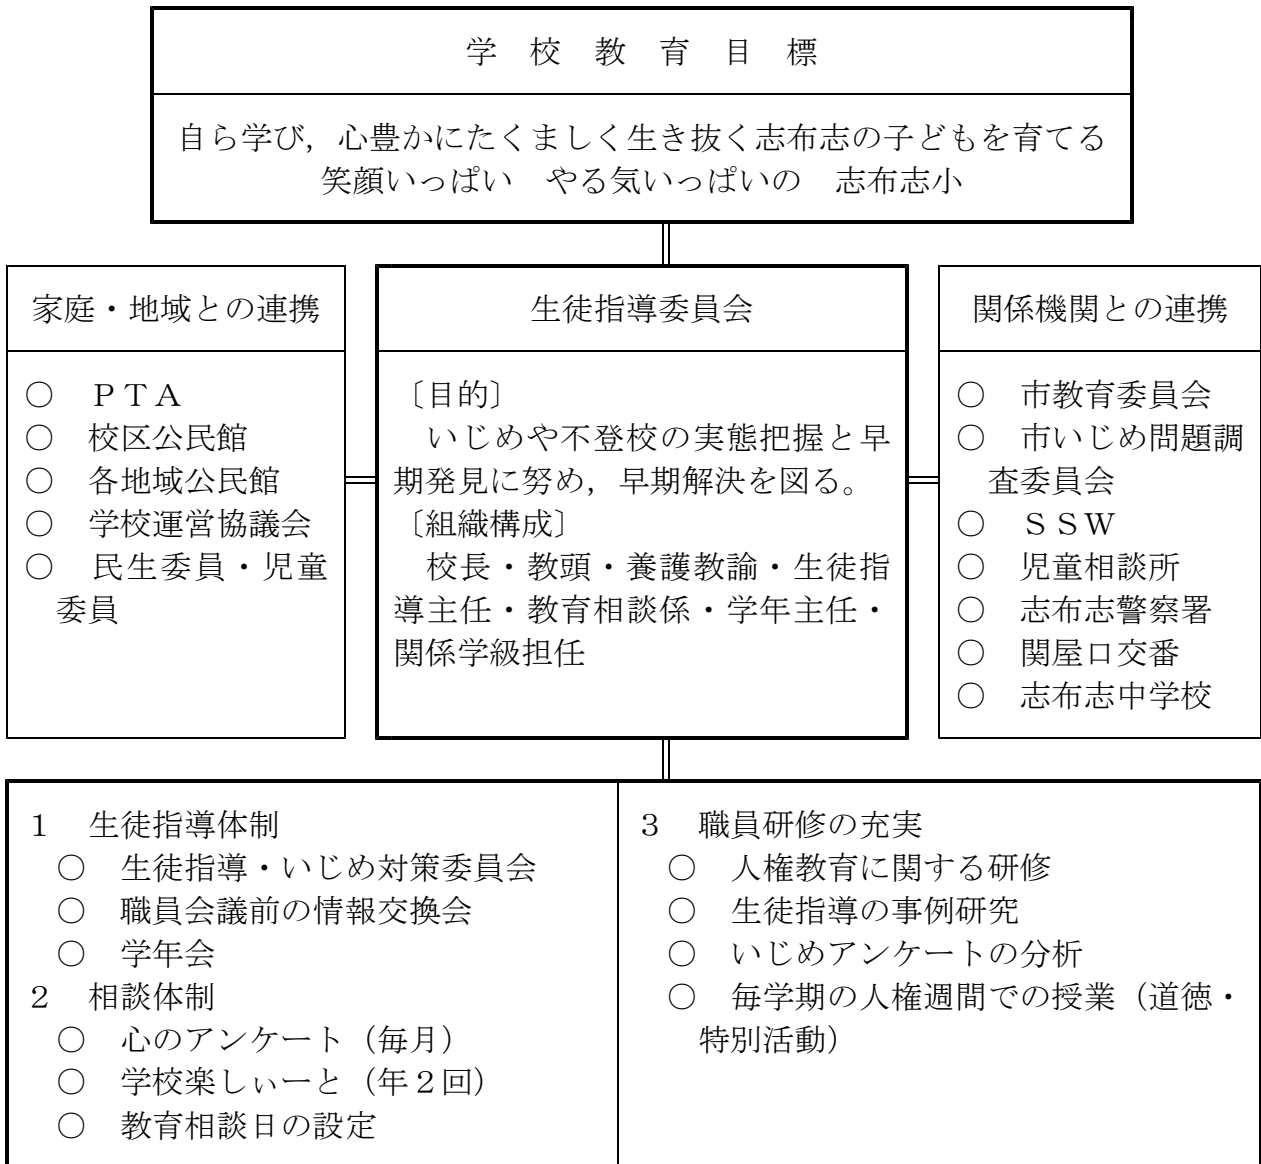 学　校　教　育　目　標
自ら学び，心豊かにたくましく生き抜く志布志の子どもを育てる
笑顔いっぱい　やる気いっぱいの　志布志小
家庭・地域との連携
○　ＰＴＡ
○　校区公民館
○　各地域公民館
○　学校運営協議会
○　民生委員・児童
委員
生徒指導委員会
〔目的〕
いじめや不登校の実態把握と早
期発見に努め，早期解決を図る。
〔組織構成〕
校長・教頭・養護教諭・生徒指
導主任・教育相談係・学年主任・
関係学級担任
関係機関との連携
○　市教育委員会
○　市いじめ問題調
査委員会
○　ＳＳＷ
○　児童相談所
○　志布志警察署
○　関屋口交番
○　志布志中学校
１　生徒指導体制
○　生徒指導・いじめ対策委員会
○　職員会議前の情報交換会
○　学年会
２　相談体制
○　心のアンケート（毎月）
○　学校楽しぃーと（年２回）
○　教育相談日の設定
３　職員研修の充実
○　人権教育に関する研修
○　生徒指導の事例研究
○　いじめアンケートの分析
○　毎学期の人権週間での授業（道徳・
特別活動）